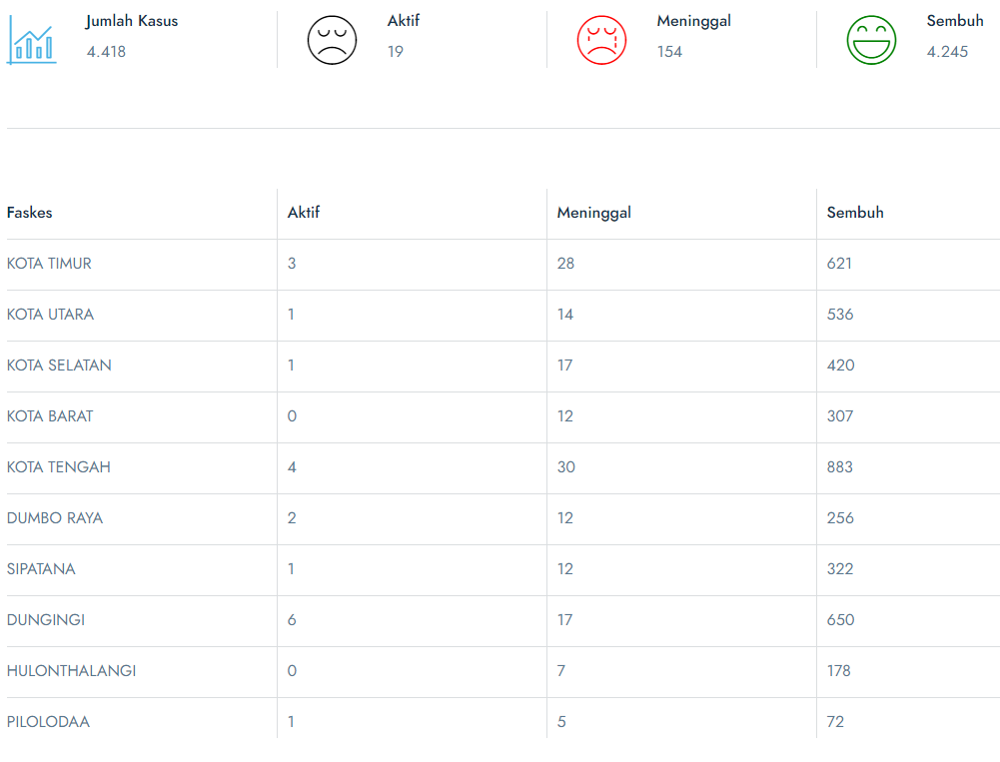 Jumlah Kasus Aktif Meninggal Sembuh
4.418 19 154 4.245
Faskes Aktif Meninggal Sembuh
KOTA TIMUR 3 28 621
KOTA UTARA 1 14 536
KOTA SELATAN 1 17 420
KOTA BARAT 0 12 307
KOTA TENGAH 4 30 883
DUMBO RAYA 2 12 256
SIPATANA 1 12 322
DUNGINGI 6 17 650
HULONTHALANGI 0 7 178
PILOLODAA 1 5 72